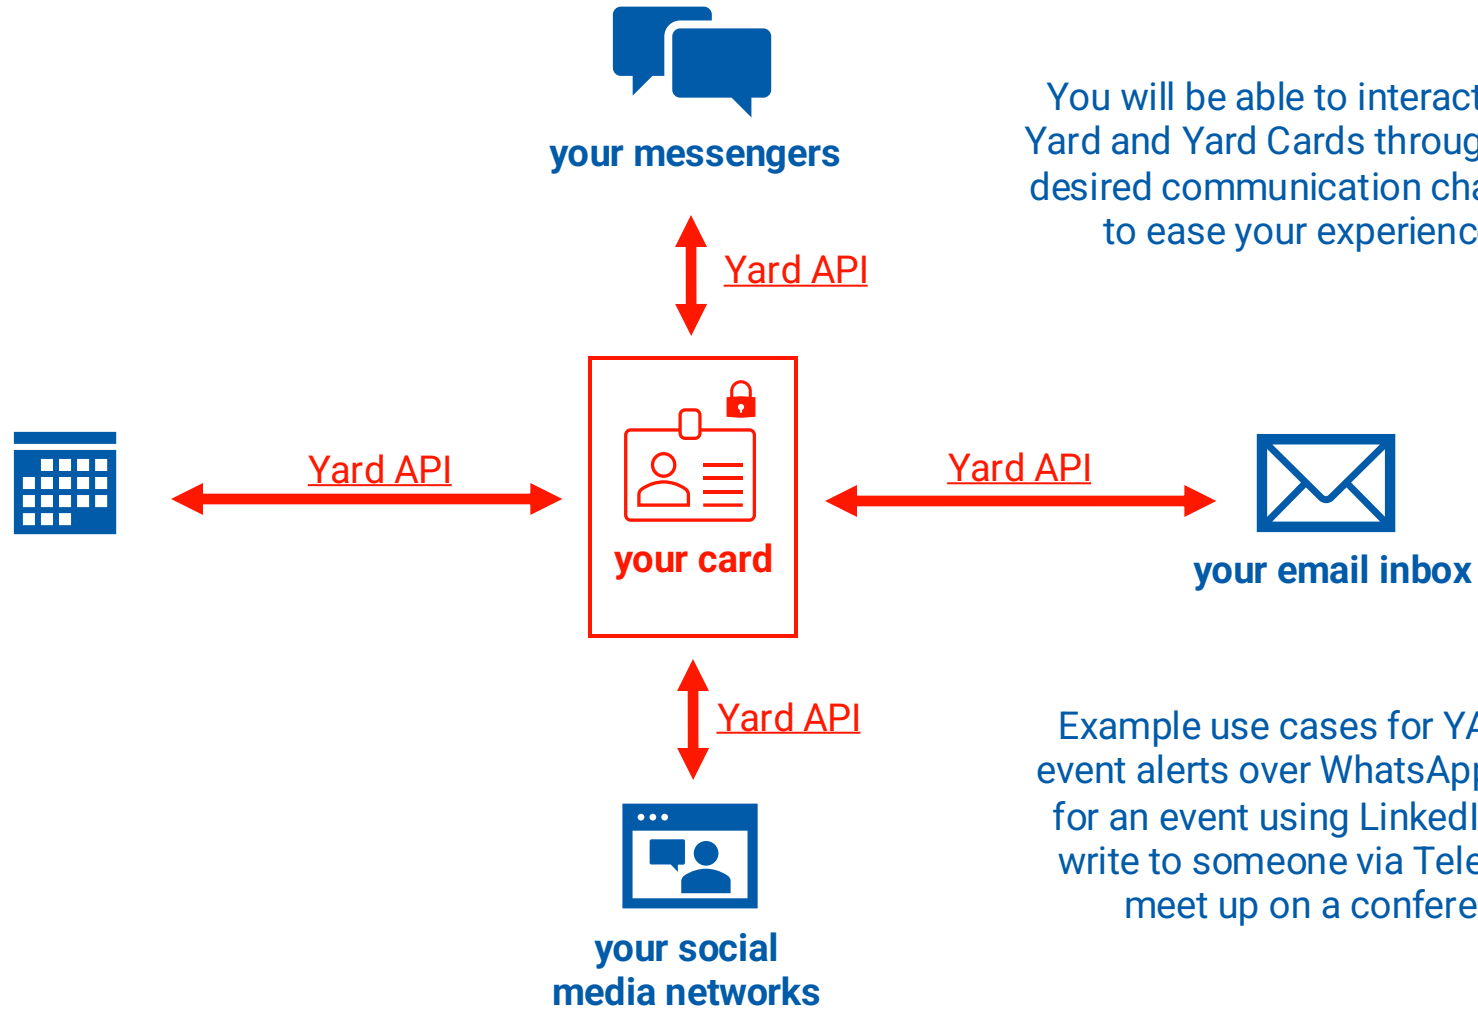 your messengers
You will be able to interact
Yard and Yard Cards throug
desired communication cha
to ease your experienc
Yard API
Yard API
Yard API
your card
your email inbox
Yard API
Example use cases for YA
event alerts over WhatsApp
for an event using LinkedI
write to someone via Tele
meet up on a confere
your social
media networks